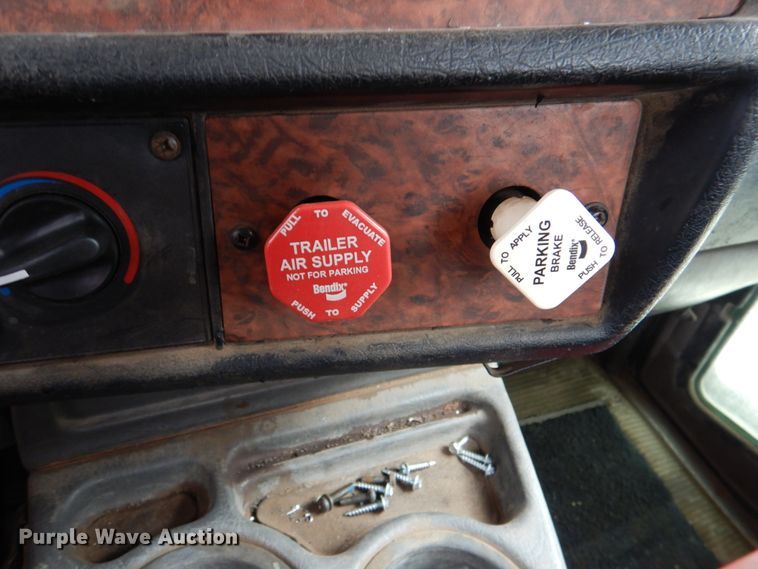 PULL TO EVACUATE
TRAILER
AIR SUPPLY
NOT FOR PARKING
Bendix®
PUSH TO SUPPLY
PULL TO APPLY
PARKING
BRAKE
Bendix®
PUSH TO RELEASE
Purple Wave Auction